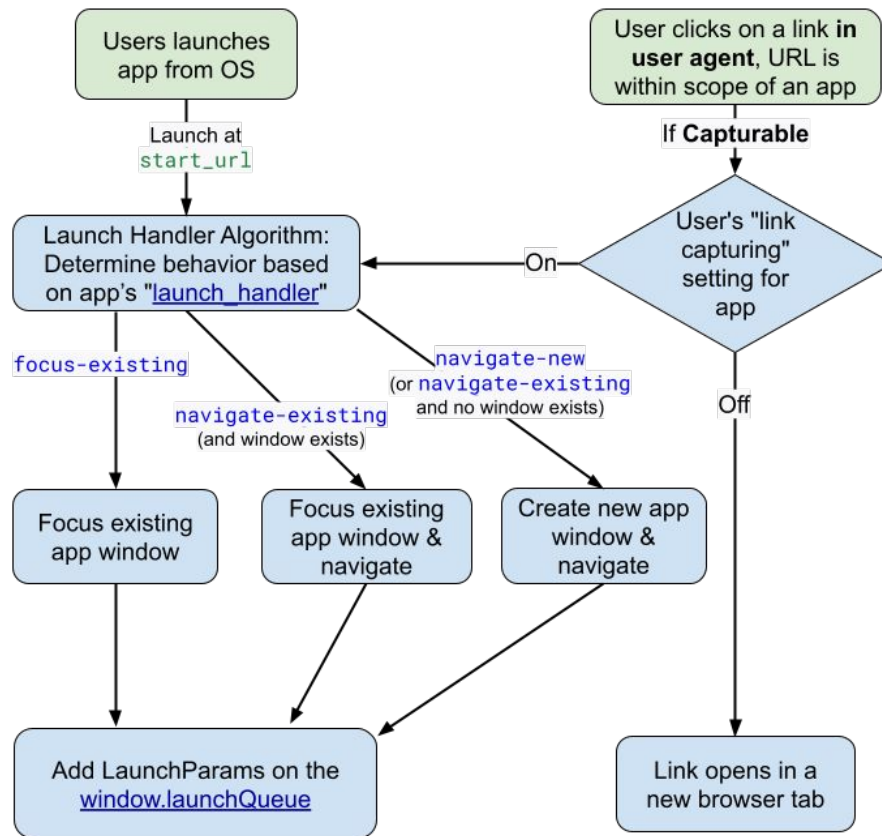 Users launches
app from OS
User clicks on a link in
user agent, URL is
within scope of an app
Launch at
start_url
If Capturable
Launch Handler Algorithm:
Determine behavior based
on app's "launch_handler"
On
User's "link
capturing"
setting for
app
focus-existing
navigate-existing
(and window exists)
navigate-new
(or navigate-existing
and no window exists)
Off
Focus existing
app window
Focus existing
app window &
navigate
Create new app
window &
navigate
Add LaunchParams on the
window.launchQueue
Link opens in a
new browser tab